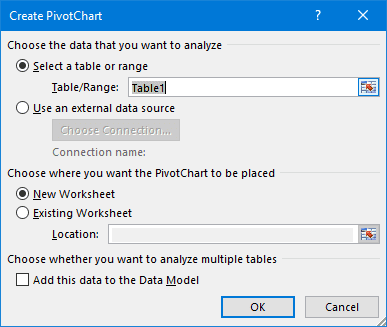 Create PivotChart ? ×
Choose the data that you want to analyze
Select a table or range
Table/Range: Table1
Use an external data source
Choose Connection...
Connection name:
Choose where you want the PivotChart to be placed
New Worksheet
Existing Worksheet
Location:
Choose whether you want to analyze multiple tables
Add this data to the Data Model
OK Cancel